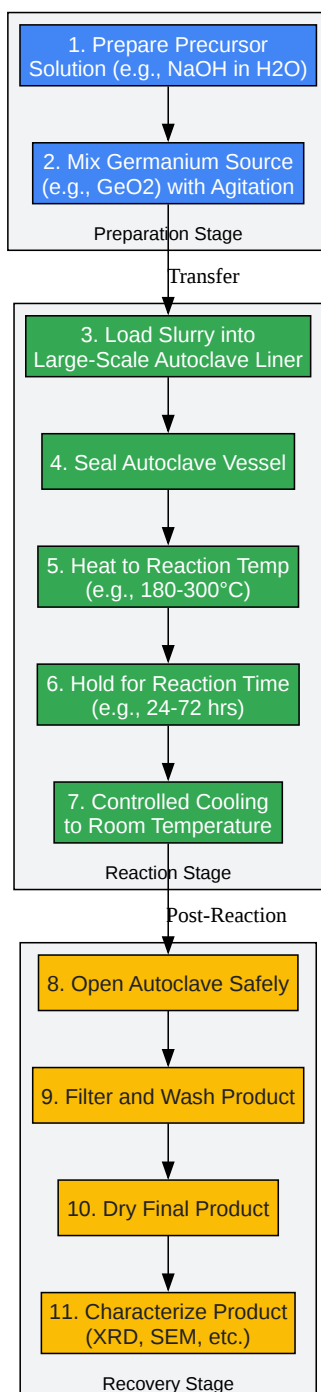 1. Prepare Precursor
Solution (e.g., NaOH in H2O)
2. Mix Germanium Source
(e.g., GeO2) with Agitation
Preparation Stage
Transfer
3. Load Slurry into
Large-Scale Autoclave Liner
4. Seal Autoclave Vessel
5. Heat to Reaction Temp
(e.g., 180-300°C)
6. Hold for Reaction Time
(e.g., 24-72 hrs)
7. Controlled Cooling
to Room Temperature
Reaction Stage
Post-Reaction
8. Open Autoclave Safely
9. Filter and Wash Product
10. Dry Final Product
11. Characterize Product
(XRD, SEM, etc.)
Recovery Stage